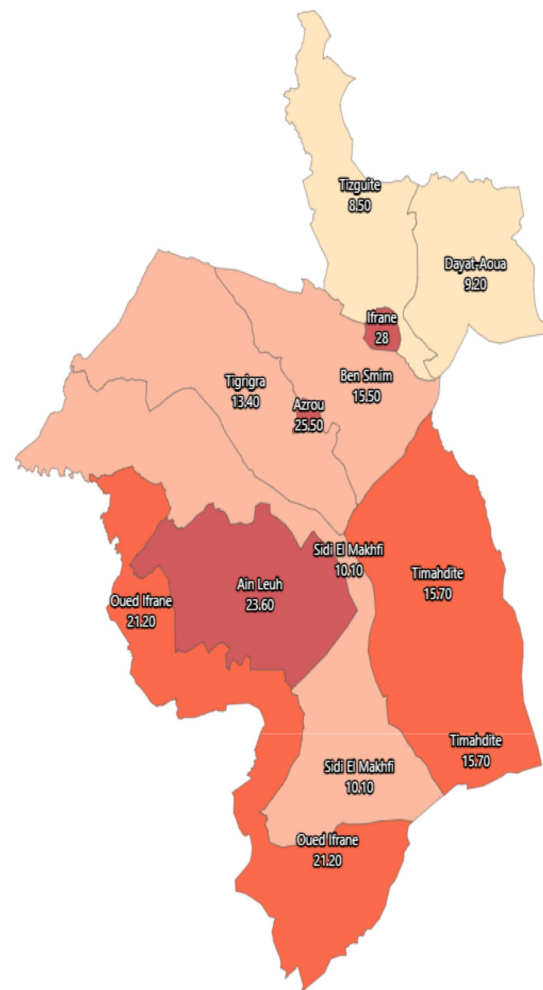 Tizguite
8.50
Dayat-Aoua
9.20
Ifrane
28
Ben Smim
15.50
Tigrigra
13.40
Azrou
25.50
Sidi El Makhfi
10.10
Timahdite
15.70
Ain Leuh
23.60
Oued Ifrane
21.20
Timahdite
15.70
Sidi El Makhfi
10.10
Oued Ifrane
21.20